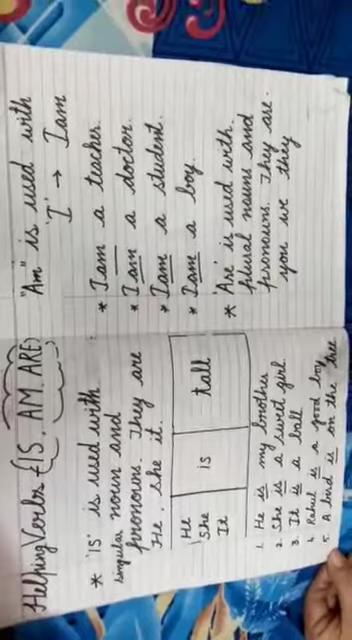 Helping Verbs {IS, AM, ARE}
* 'IS' is used with
singular noun and
pronouns. They are
He, she it.
He
She
It
is
tall
1. He is my brother
2. She is a sweet girl.
3. It is a ball
4. Rahul is a good boy
5. A bird is on the tree
"Am" is used with
'I' → I am
* I am a teacher.
* I am a doctor.
* I am a student.
* I am a boy.
* 'Are' is used with.
plural nouns and
pronouns. They are.
you we they